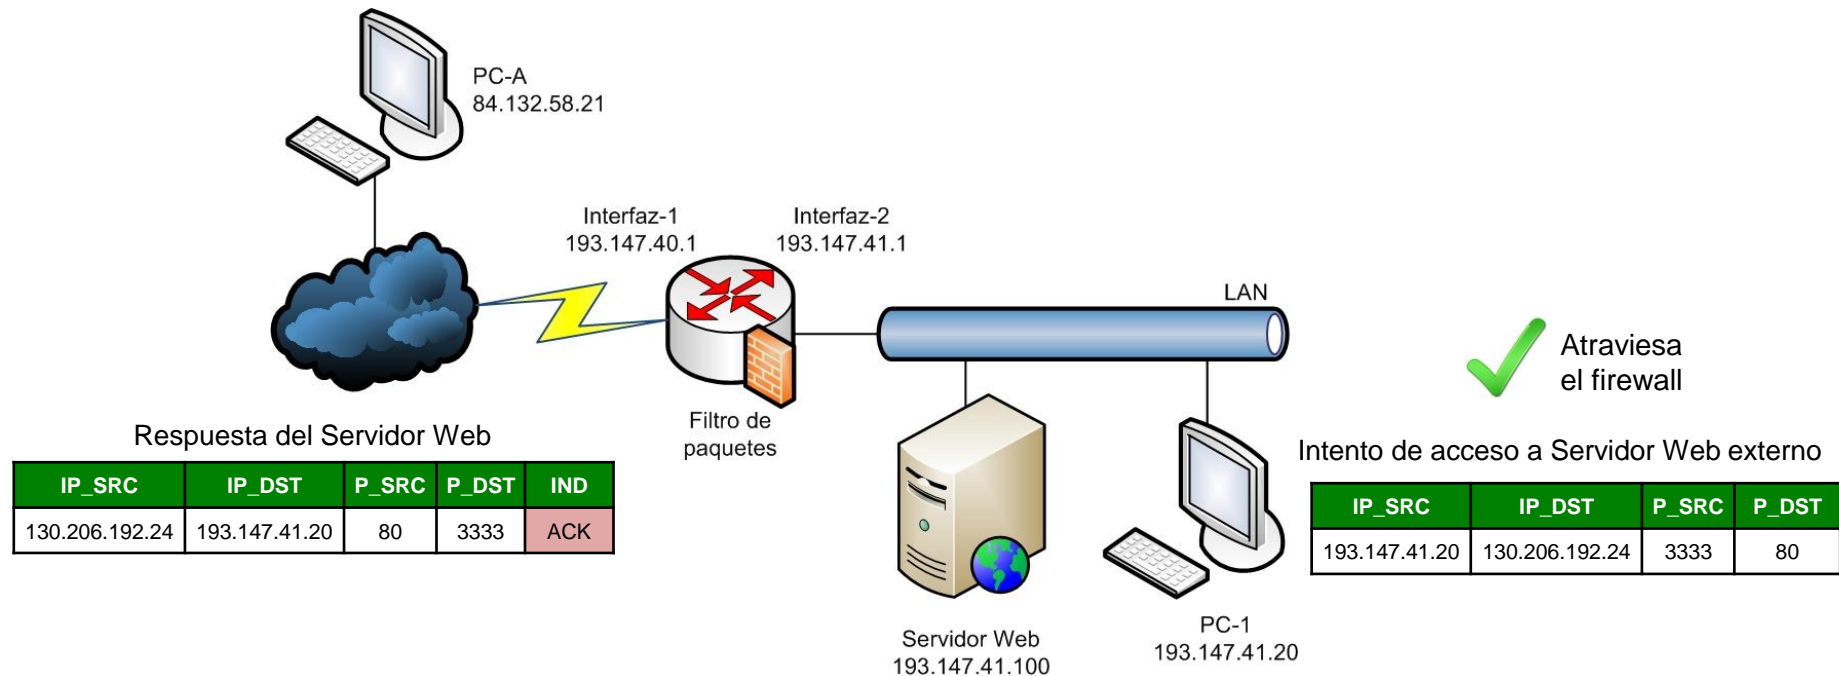 PC-A
84.132.58.21
Interfaz-1
193.147.40.1
Interfaz-2
193.147.41.1
LAN
Atraviesa
el firewall
Filtro de
paquetes
Respuesta del Servidor Web
IP_SRC IP_DST P_SRC P_DST IND
130.206.192.24 193.147.41.20 80 3333 ACK
Intento de acceso a Servidor Web externo
IP_SRC IP_DST P_SRC P_DST
193.147.41.20 130.206.192.24 3333 80
Servidor Web
193.147.41.100
PC-1
193.147.41.20